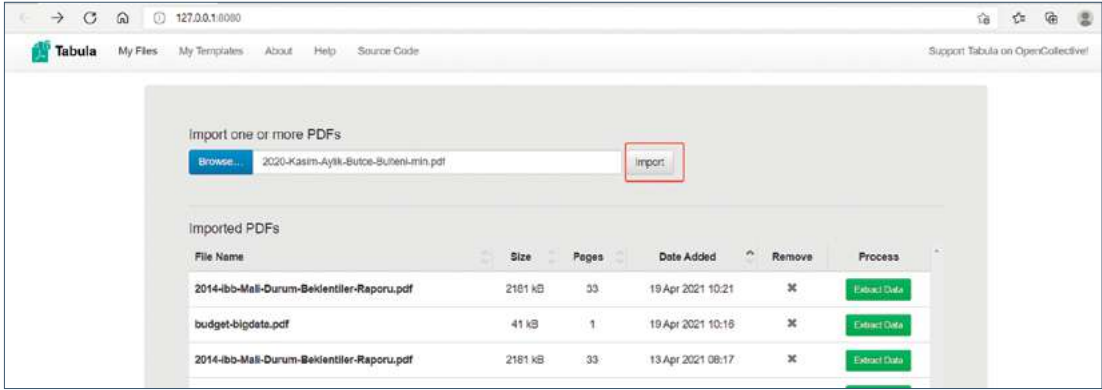 127.0.0.1:8080
Tabula My Files My Templates About Help Source Code Support Tabula on OpenCollective!
Import one or more PDFs
Browse... 2020-Kasim-Aylik-Butce-Bulteni-min.pdf Import
Imported PDFs
File Name Size Pages Date Added Remove Process
2014-ibb-Mali-Durum-Beklentiler-Raporu.pdf 2181 kB 33 19 Apr 2021 10:21 Extract Data
budget-bigdata.pdf 41 kB 1 19 Apr 2021 10:16 Extract Data
2014-ibb-Mali-Durum-Beklentiler-Raporu.pdf 2181 kB 33 13 Apr 2021 08:17 Extract Data